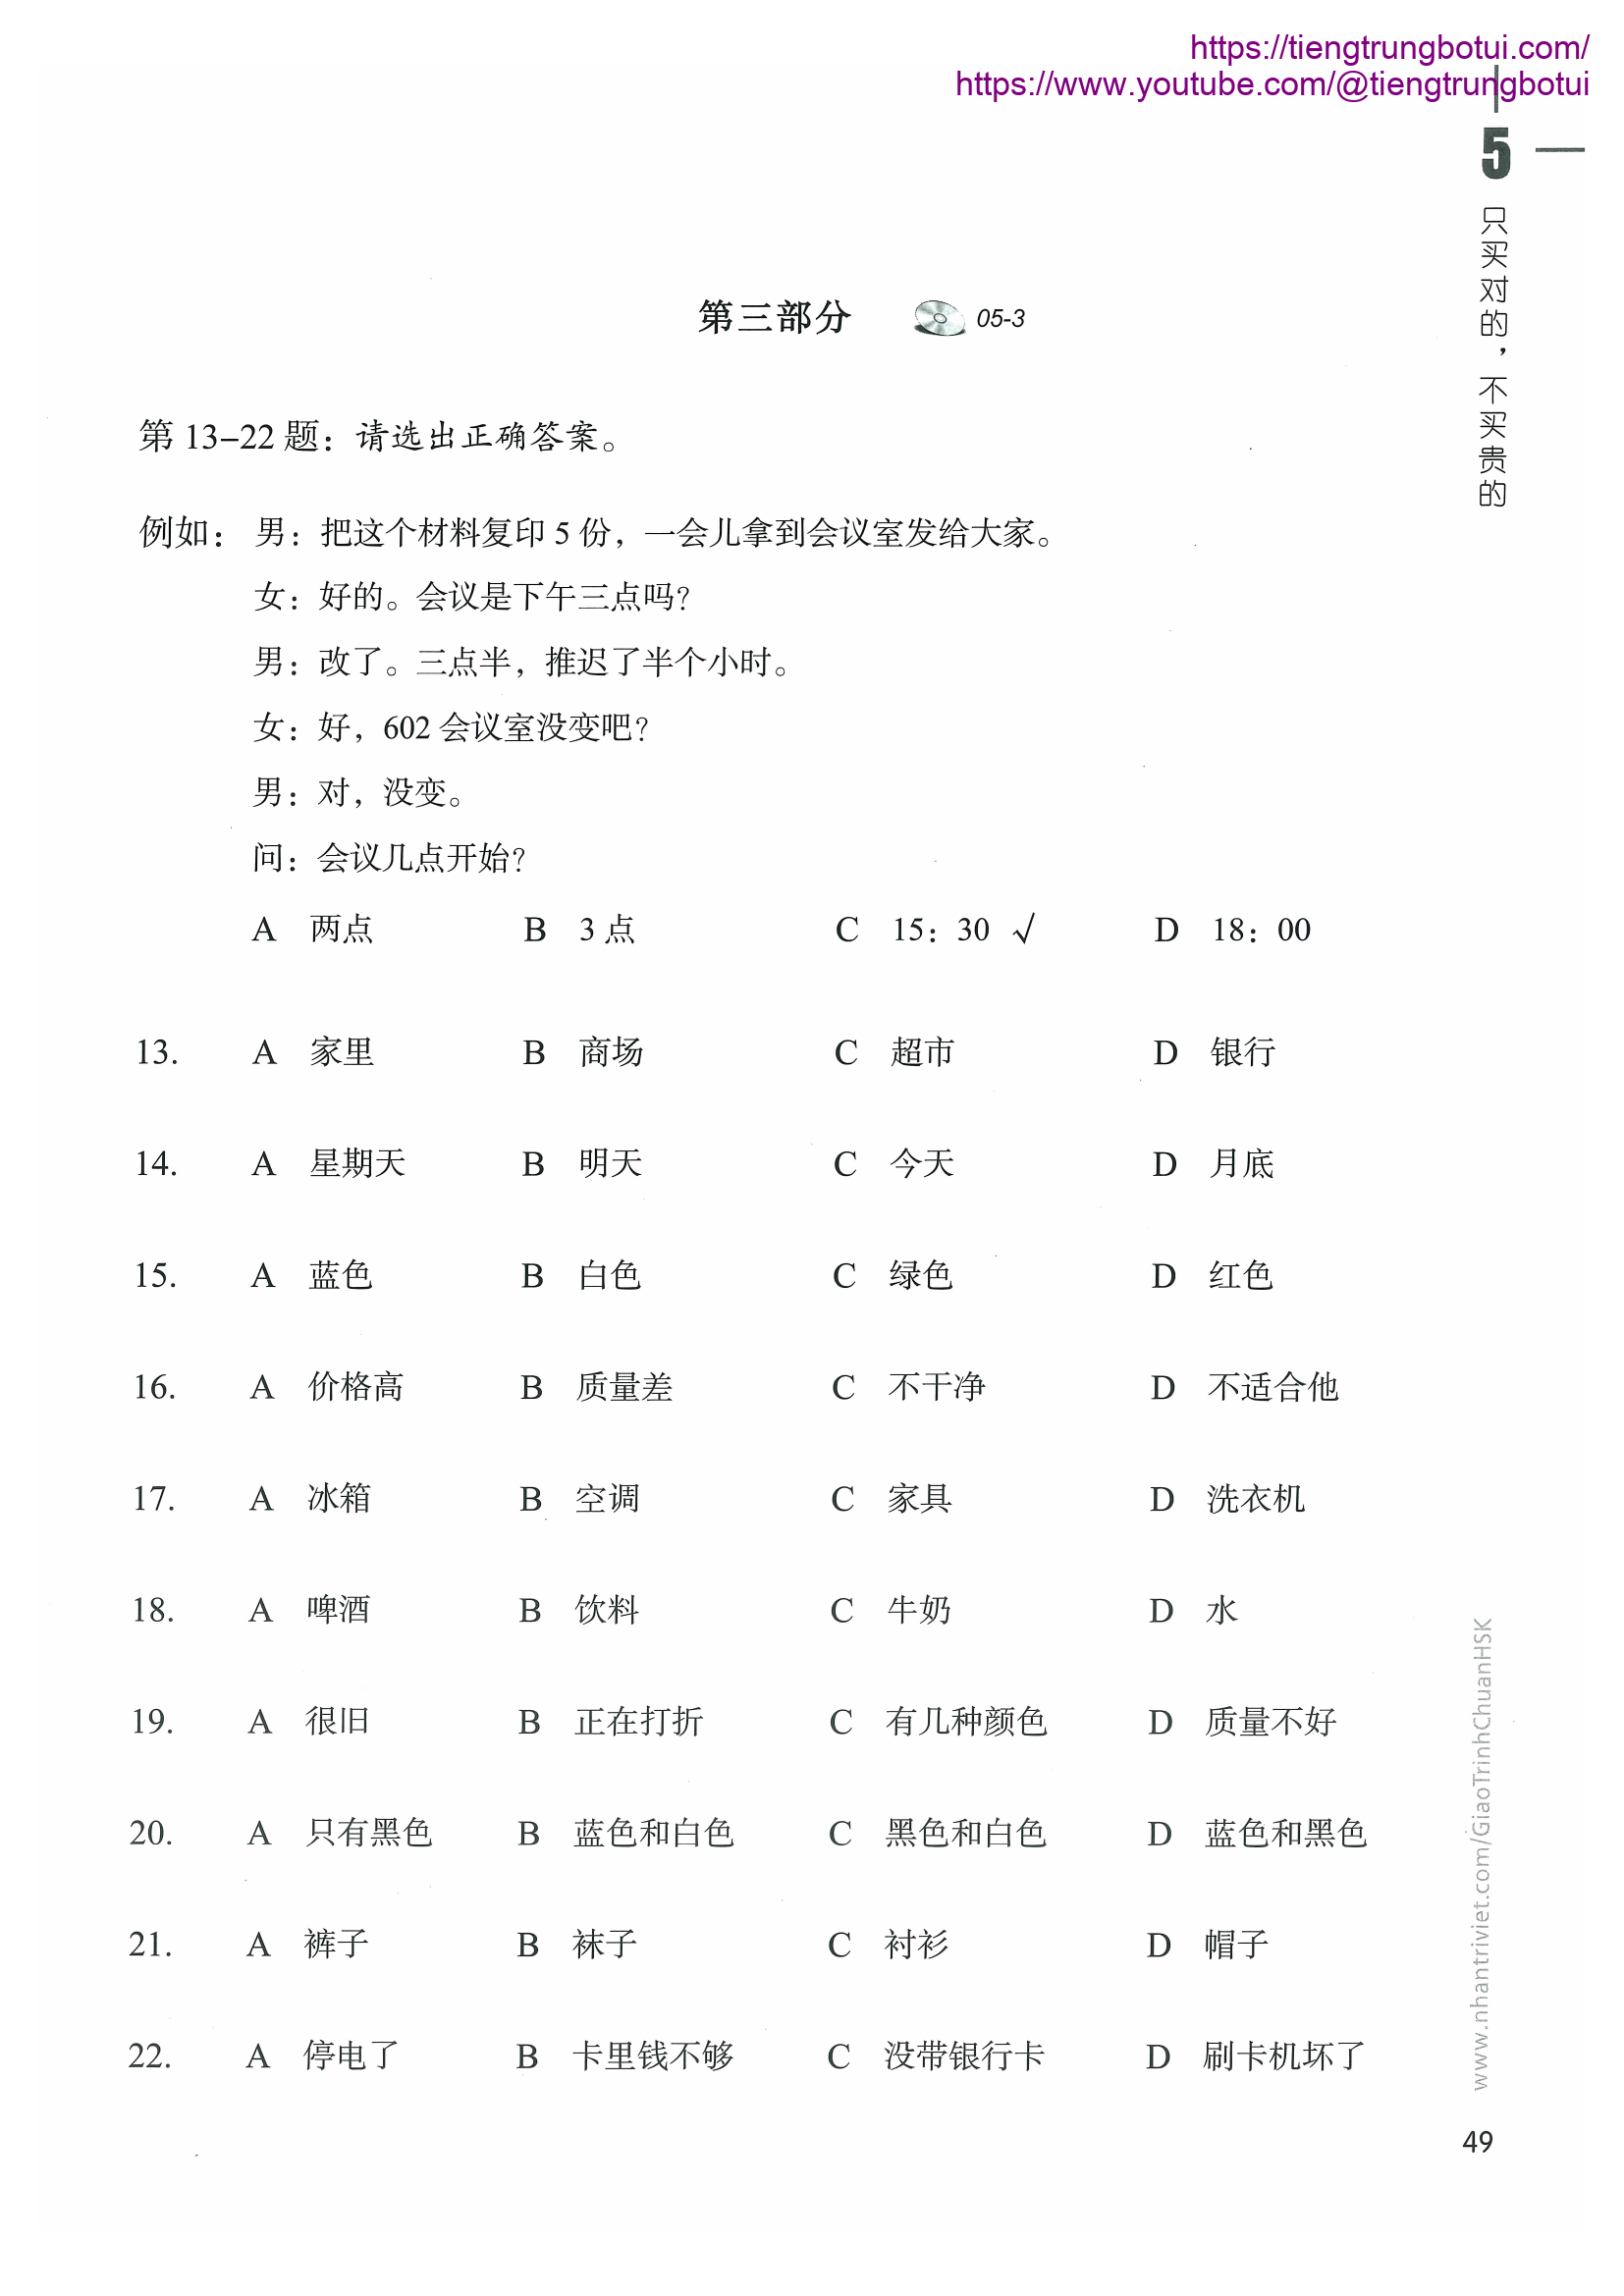 https://tiengtrungbotui.com/
https://www.youtube.com/@tiengtrungbotui
5
只买对的，不买贵的
第三部分 05-3
第 13–22 题：请选出正确答案。
例如：男：把这个材料复印 5 份，一会儿拿到会议室发给大家。
女：好的。会议是下午三点吗？
男：改了。三点半，推迟了半个小时。
女：好，602 会议室没变吧？
男：对，没变。
问：会议几点开始？
A 两点 B 3 点 C 15：30 √ D 18：00
13. A 家里 B 商场 C 超市 D 银行
14. A 星期天 B 明天 C 今天 D 月底
15. A 蓝色 B 白色 C 绿色 D 红色
16. A 价格高 B 质量差 C 不干净 D 不适合他
17. A 冰箱 B 空调 C 家具 D 洗衣机
18. A 啤酒 B 饮料 C 牛奶 D 水
19. A 很旧 B 正在打折 C 有几种颜色 D 质量不好
20. A 只有黑色 B 蓝色和白色 C 黑色和白色 D 蓝色和黑色
21. A 裤子 B 袜子 C 衬衫 D 帽子
22. A 停电了 B 卡里钱不够 C 没带银行卡 D 刷卡机坏了
www.nhantriviet.com/GiaoTrinhChuanHSK
49